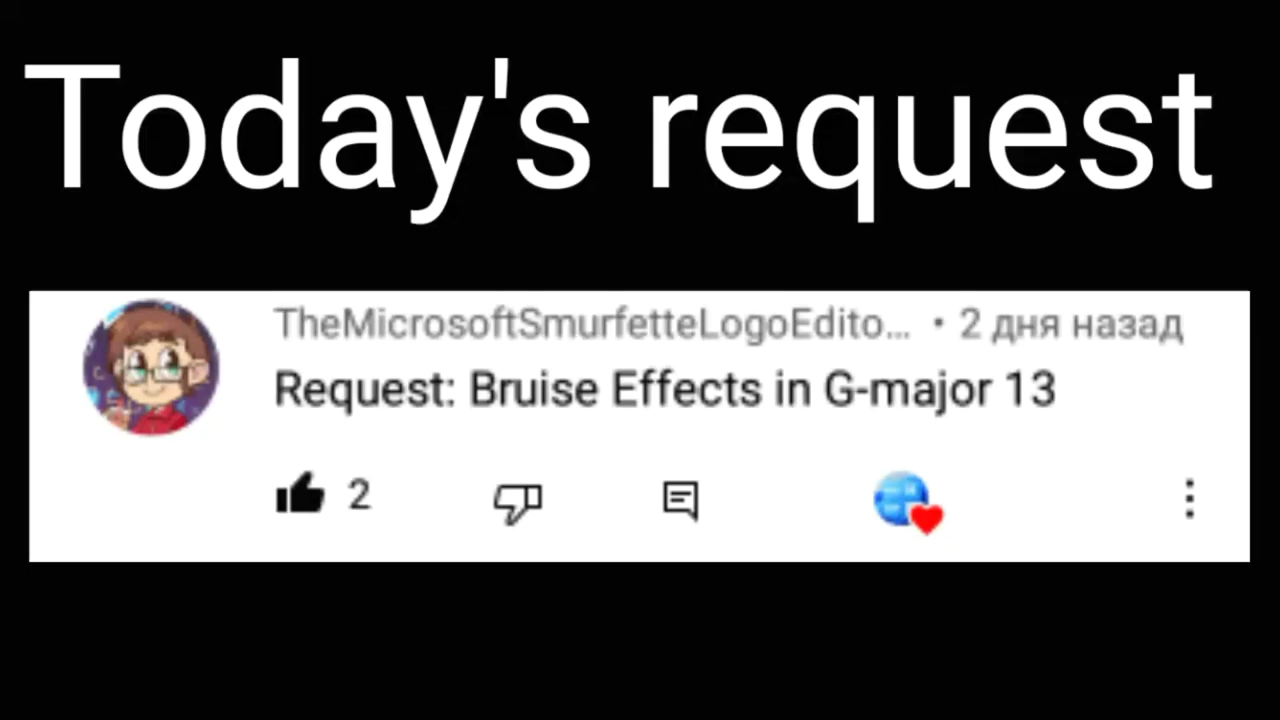 Today's request
TheMicrosoftSmurfetteLogoEdito... • 2 дня назад
Request: Bruise Effects in G-major 13
2